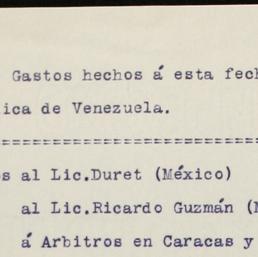 Gastos hechos á esta fech
ica de Venezuela.
================================
s al Lic.Duret (México)
al Lic.Ricardo Guzmán (M
á Arbitros en Caracas y